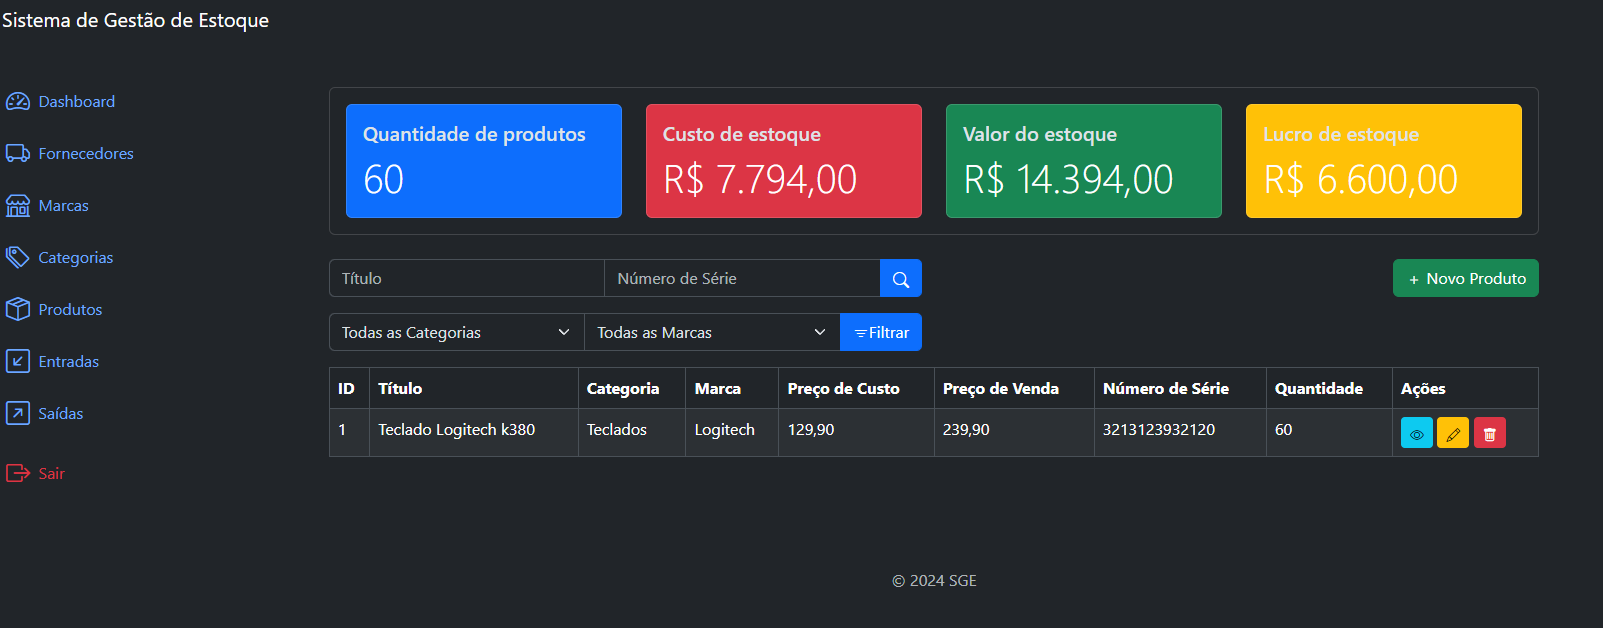 Sistema de Gestão de Estoque
Dashboard
Fornecedores
Marcas
Categorias
Produtos
Entradas
Saídas
Sair
Quantidade de produtos
60
Custo de estoque
R$ 7.794,00
Valor do estoque
R$ 14.394,00
Lucro de estoque
R$ 6.600,00
Título Número de Série
+ Novo Produto
Todas as Categorias Todas as Marcas Filtrar
ID Título Categoria Marca Preço de Custo Preço de Venda Número de Série Quantidade Ações
1 Teclado Logitech k380 Teclados Logitech 129,90 239,90 3213123932120 60
© 2024 SGE